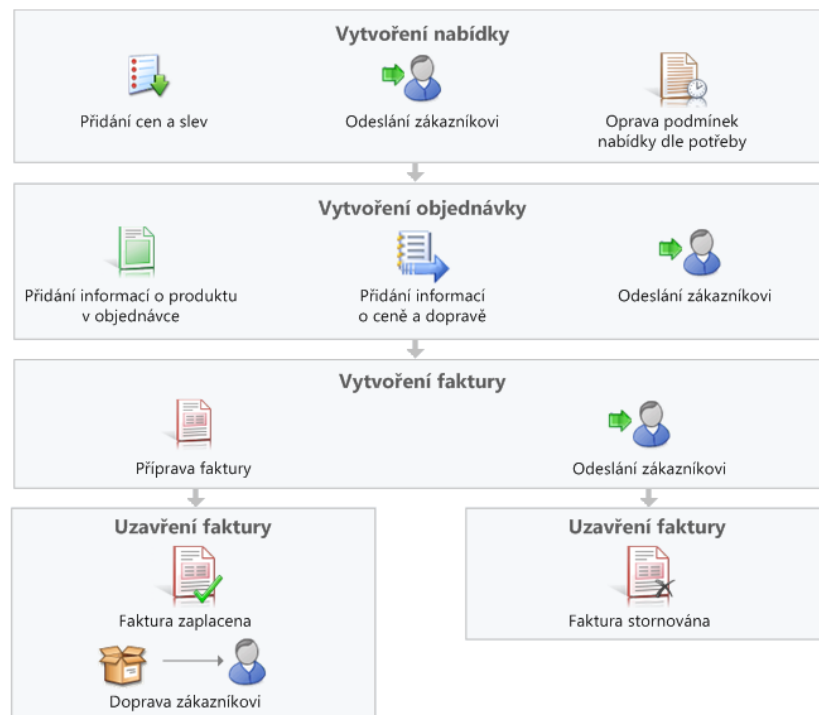 Vytvoření nabídky
Přidání cen a slev
Odeslání zákazníkovi
Oprava podmínek
nabídky dle potřeby
Vytvoření objednávky
Přidání informací o produktu
v objednávce
Přidání informací
o ceně a dopravě
Odeslání zákazníkovi
Vytvoření faktury
Příprava faktury
Odeslání zákazníkovi
Uzavření faktury
Faktura zaplacena
Doprava zákazníkovi
Uzavření faktury
Faktura stornována